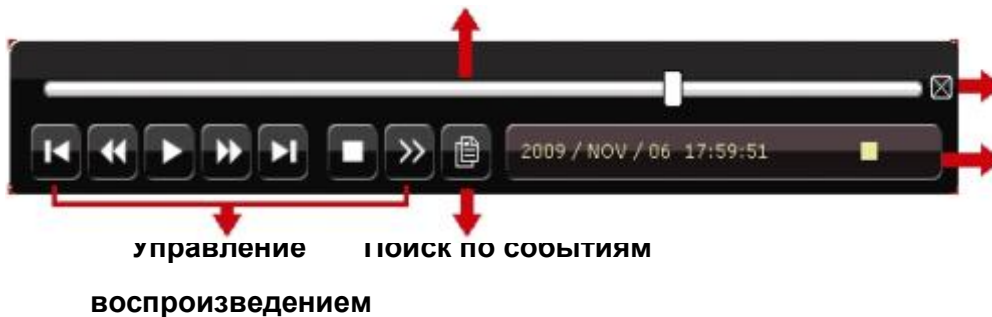 2009 / NOV / 06 17:59:51
Управление Поиск по событиям
воспроизведением